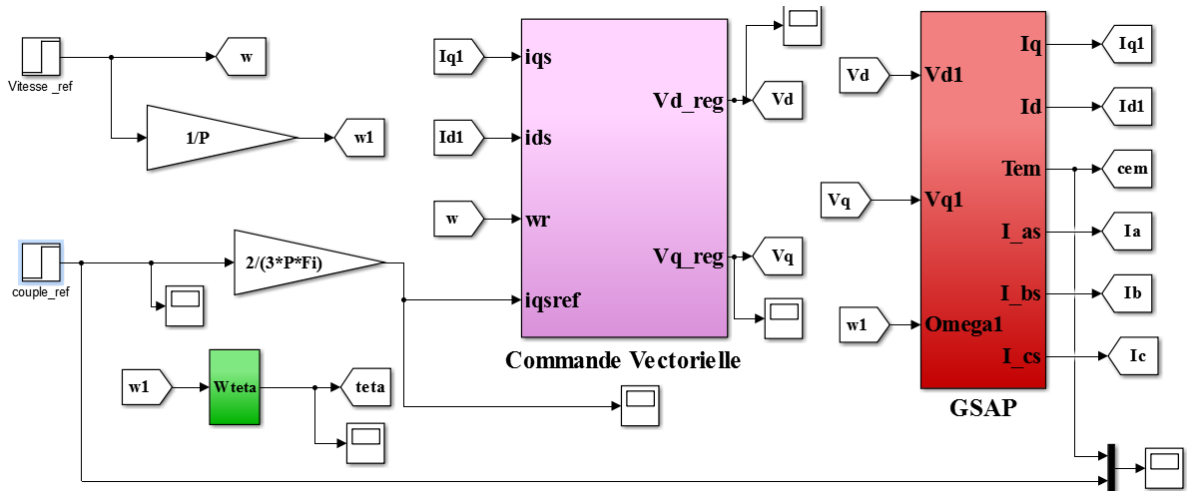 Vitesse _ref
w
1/P
w1
couple_ref
2/(3*P*Fi)
w1
Wteta
teta
Iq1
Id1
w
iqs
ids
wr
iqsref
Vd_reg
Vq_reg
Commande Vectorielle
Vd
Vq
Vd
Vq
w1
Vd1
Vq1
Omega1
Iq
Id
Tem
I_as
I_bs
I_cs
GSAP
Iq1
Id1
cem
Ia
Ib
Ic